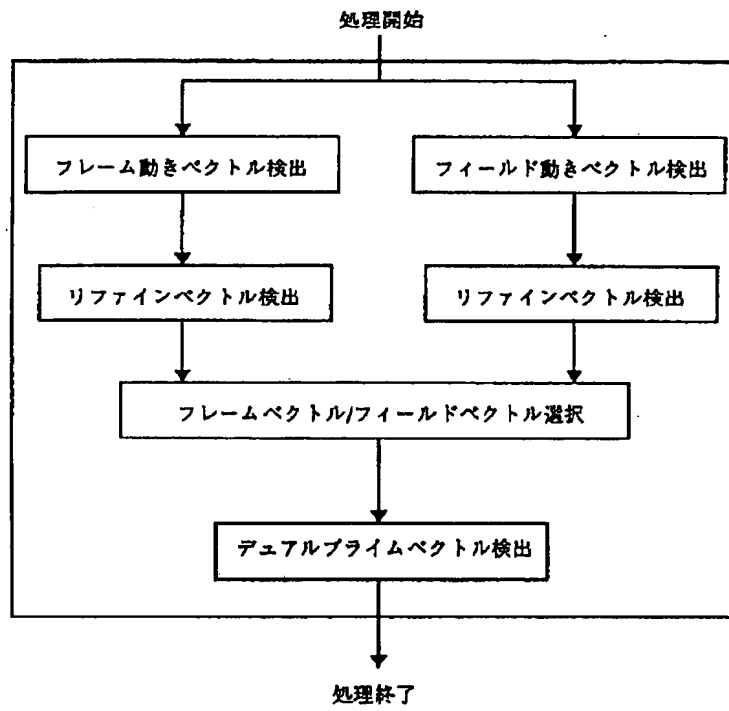 処理開始
フレーム動きベクトル検出
フィールド動きベクトル検出
リファインベクトル検出
リファインベクトル検出
フレームベクトル/フィールドベクトル選択
デュアルプライムベクトル検出
処理終了